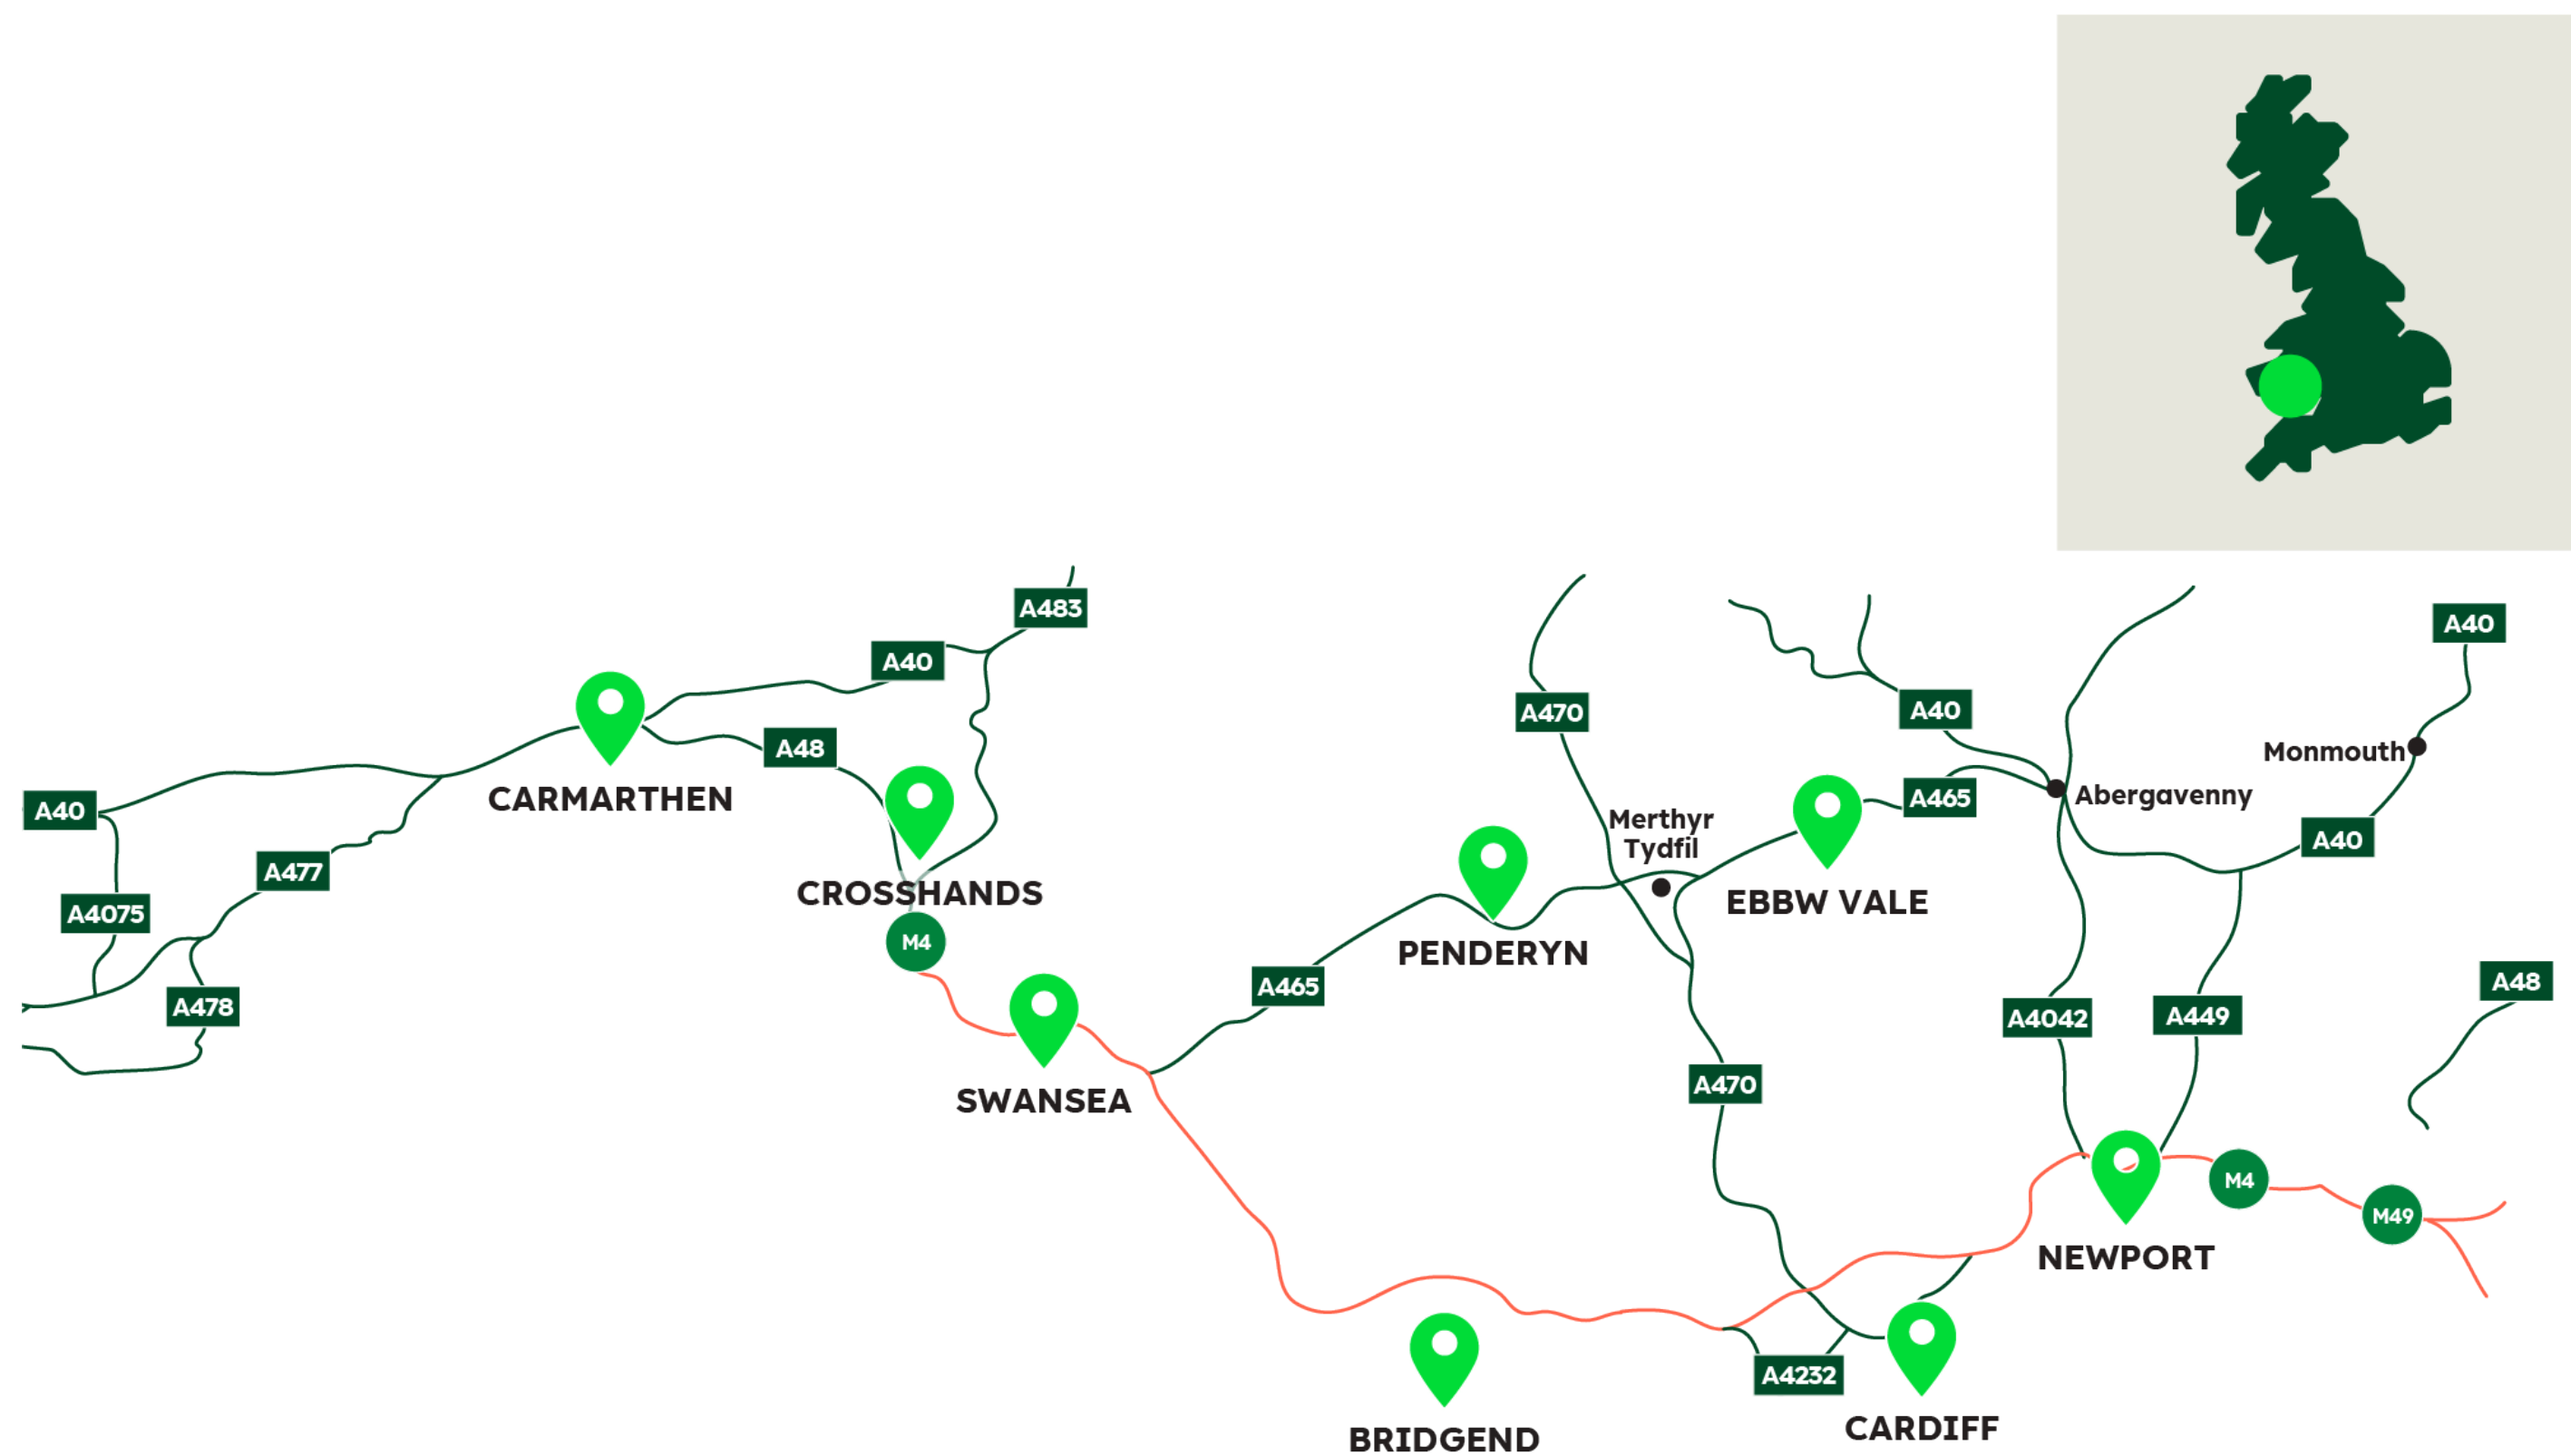 A483
A40
A40
A470
A40
A48
Monmouth
CARMARTHEN
A465
Abergavenny
A40
Merthyr
Tydfil
A40
A477
CROSSHANDS
EBBW VALE
A4075
M4
PENDERYN
A465
A48
A478
A4042
A449
SWANSEA
A470
M4
M49
NEWPORT
A4232
CARDIFF
BRIDGEND